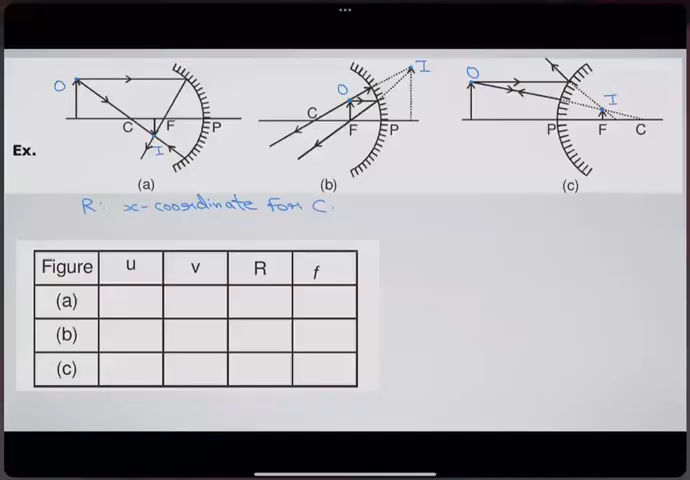 O C F P I
O C F P I
O P F C I
Ex.
(a) (b) (c)
R: x-coordinate for C.
Figure u v R f
(a)
(b)
(c)